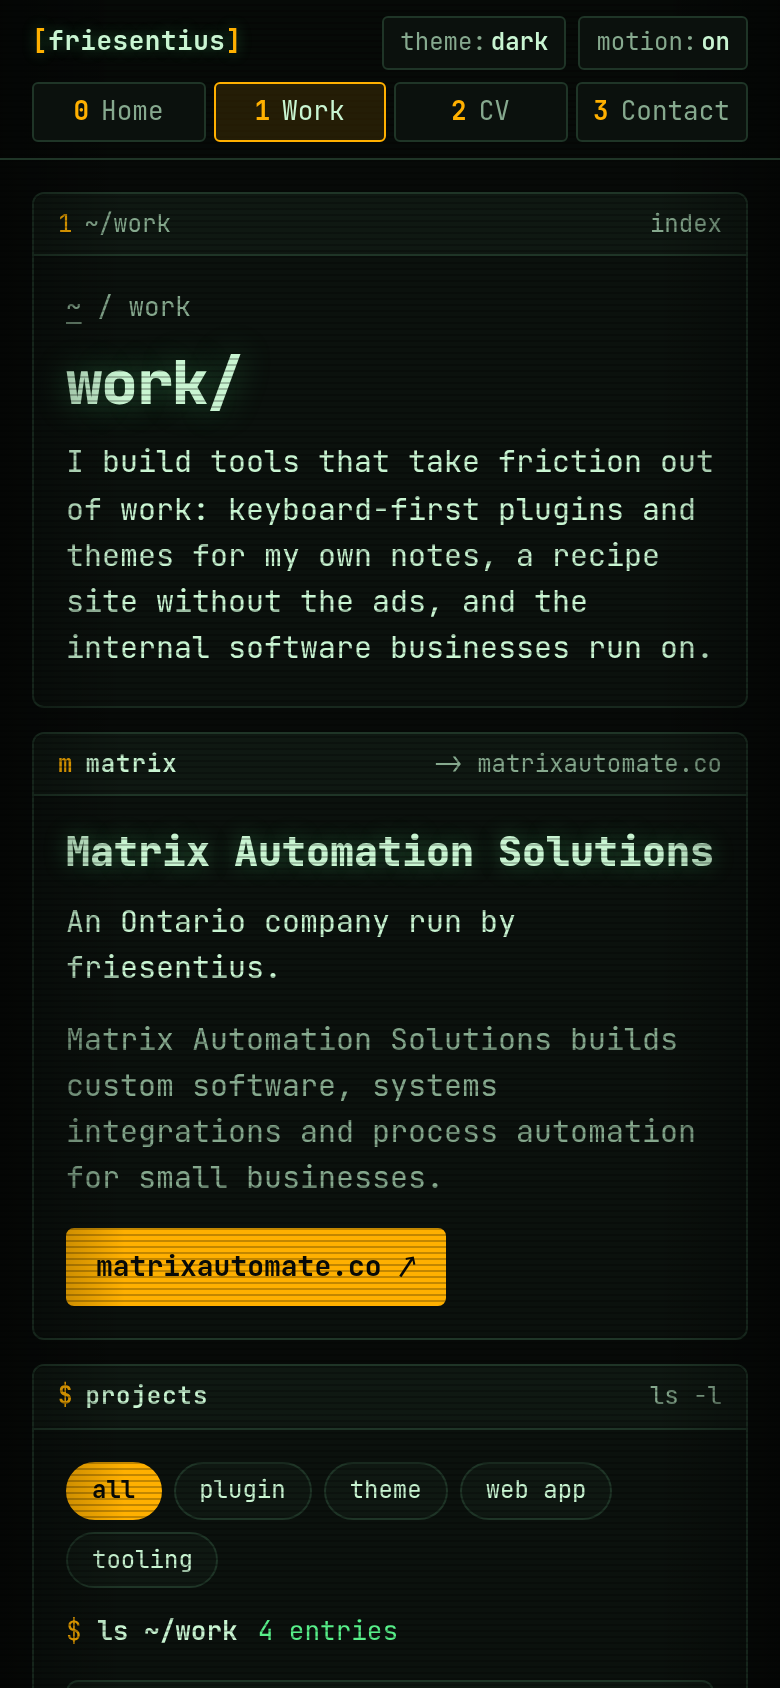 [friesentius]
theme: dark
motion: on
0 Home
1 Work
2 CV
3 Contact
1 ~/work
index
~ / work
work/
I build tools that take friction out
of work: keyboard-first plugins and
themes for my own notes, a recipe
site without the ads, and the
internal software businesses run on.
m matrix
→ matrixautomate.co
Matrix Automation Solutions
An Ontario company run by
friesentius.
Matrix Automation Solutions builds
custom software, systems
integrations and process automation
for small businesses.
matrixautomate.co ↗
$ projects
ls -l
all
plugin
theme
web app
tooling
$ ls ~/work 4 entries